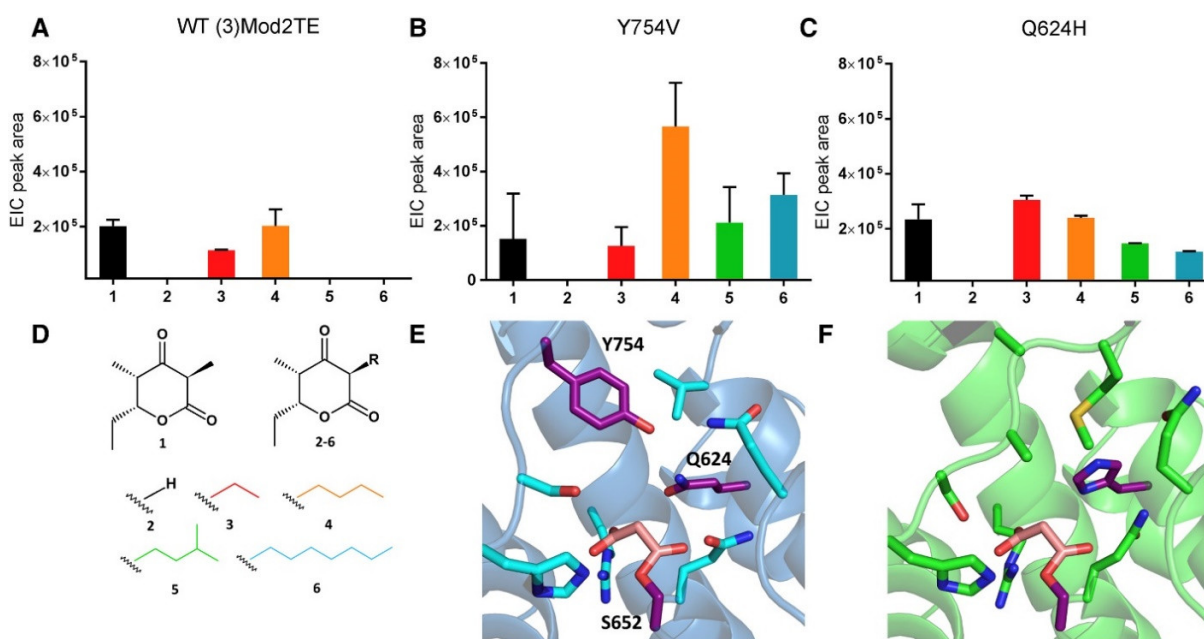 A WT (3)Mod2TE
EIC peak area
8×10⁵
6×10⁵
4×10⁵
2×10⁵
1 2 3 4 5 6
B Y754V
EIC peak area
8×10⁵
6×10⁵
4×10⁵
2×10⁵
0
1 2 3 4 5 6
C Q624H
EIC peak area
8×10⁵
6×10⁵
4×10⁵
2×10⁵
1 2 3 4 5 6
D
O
O
O
1
O
R
O
O
2-6
H
2
3
4
5
6
E
Y754
Q624
S652
F